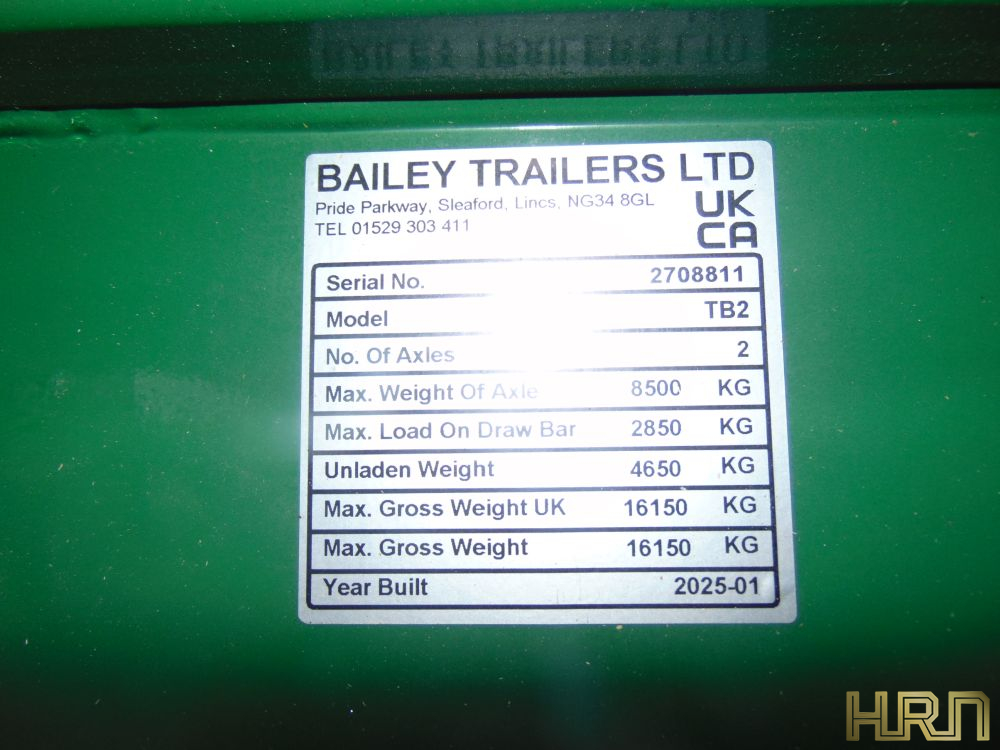 BAILEY TRAILERS LTD
BAILEY TRAILERS LTD
Pride Parkway, Sleaford, Lincs, NG34 8GL
TEL 01529 303 411
UK
CA
Serial No. 2708811
Model TB2
No. Of Axles 2
Max. Weight Of Axle 8500 KG
Max. Load On Draw Bar 2850 KG
Unladen Weight 4650 KG
Max. Gross Weight UK 16150 KG
Max. Gross Weight 16150 KG
Year Built 2025-01
HRN